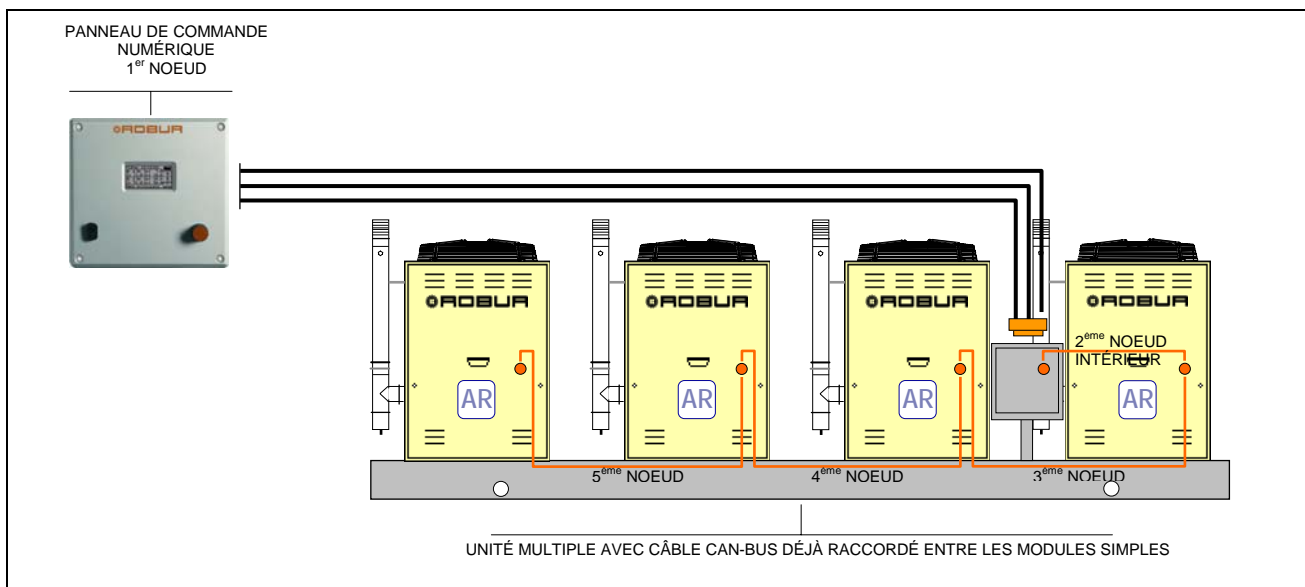 PANNEAU DE COMMANDE
NUMÉRIQUE
1er NOEUD
ROBUR
ROBUR
ROBUR
ROBUR
ROBUR
2ème NOEUD
INTÉRIEUR
AR
AR
AR
AR
5ème NOEUD
4ème NOEUD
3ème NOEUD
UNITÉ MULTIPLE AVEC CÂBLE CAN-BUS DÉJÀ RACCORDÉ ENTRE LES MODULES SIMPLES